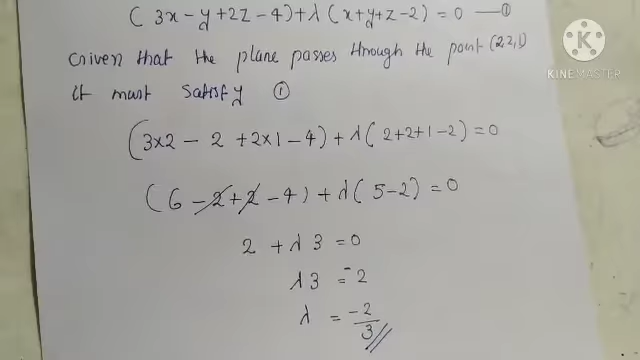 ( 3x - y + 2z - 4) + λ ( x + y + z - 2) = 0 — ①
Given that the plane passes through the point (2,2,1)
it must satisfy ①
(3×2 - 2 + 2×1 - 4) + λ ( 2+2+1-2) = 0
( 6 - 2 + 2 - 4) + λ ( 5 - 2) = 0
2 + λ 3 = 0
λ 3 = -2
λ = -2/3 //
K
KINEMASTER